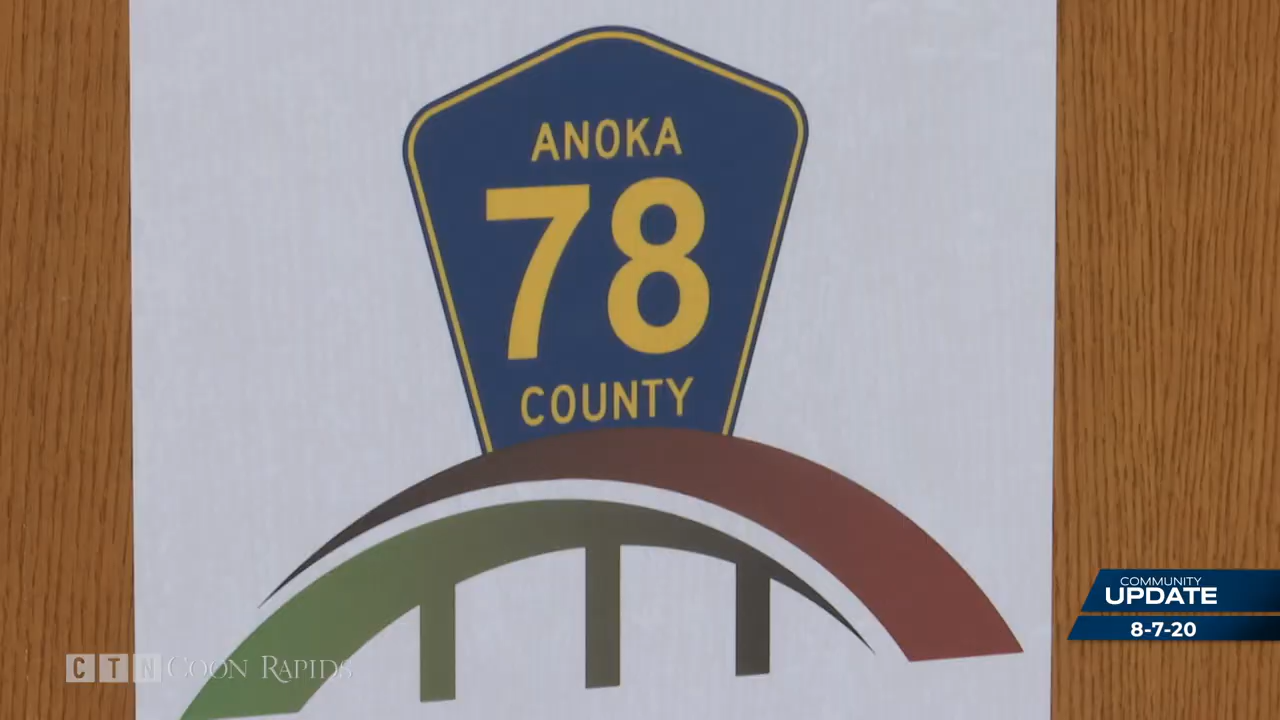 ANOKA
78
COUNTY
COMMUNITY
UPDATE
8-7-20
CTN COON RAPIDS